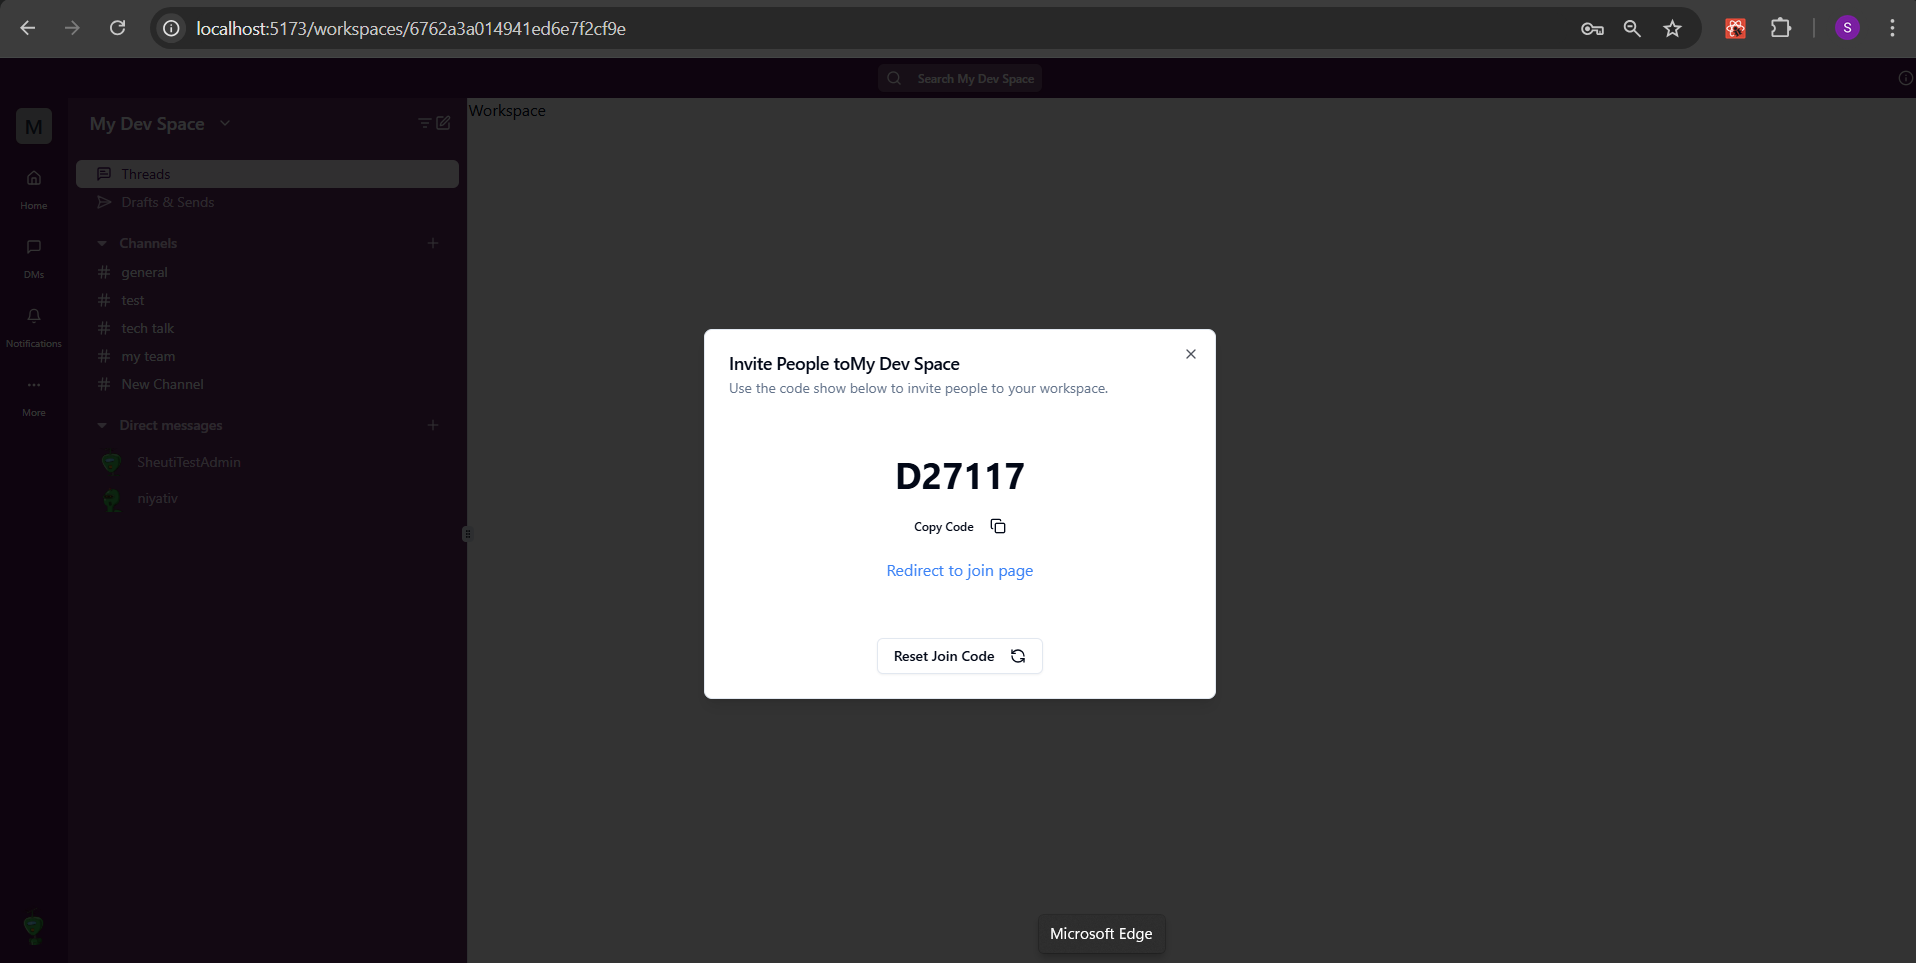 localhost:5173/workspaces/6762a3a014941ed6e7f2cf9e
S
Search My Dev Space
M
My Dev Space
Workspace
Threads
Home
Drafts & Sends
Channels
DMs
general
test
tech talk
Notifications
my team
New Channel
More
Direct messages
SheutiTestAdmin
niyativ
Invite People toMy Dev Space
Use the code show below to invite people to your workspace.
D27117
Copy Code
Redirect to join page
Reset Join Code
Microsoft Edge